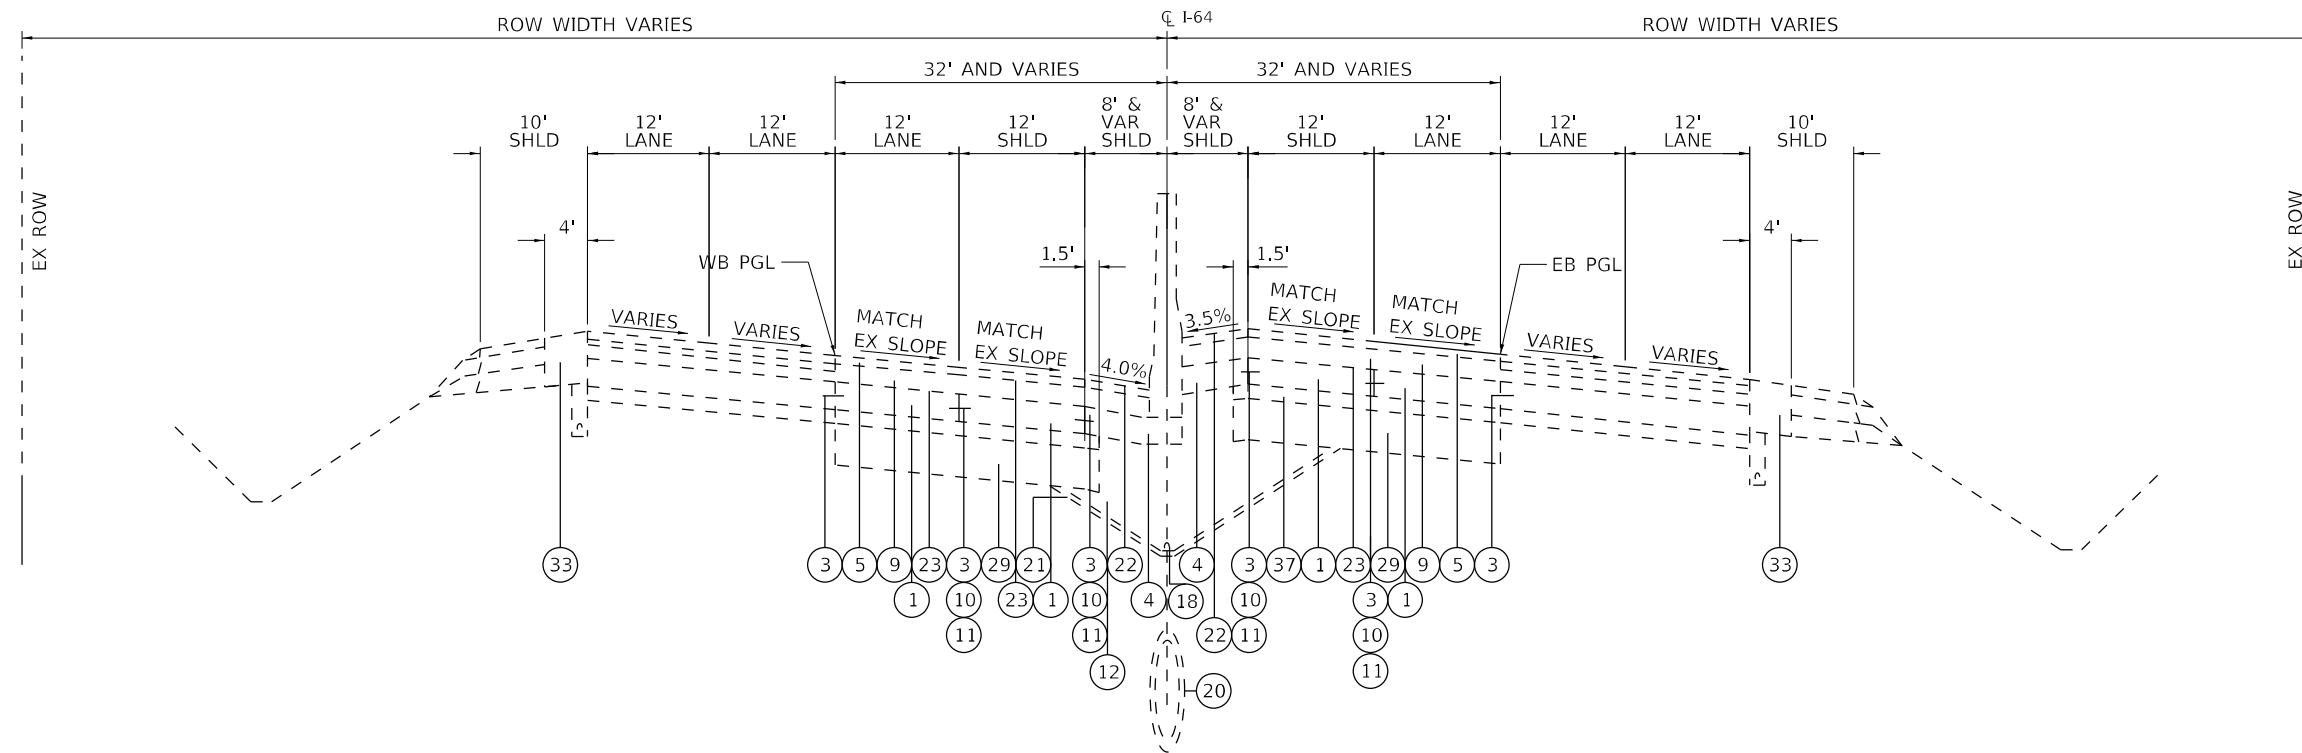 ℄ I-64
ROW WIDTH VARIES
ROW WIDTH VARIES
32' AND VARIES
32' AND VARIES
10'
SHLD
12'
LANE
12'
LANE
12'
LANE
12'
SHLD
8' &
VAR
SHLD
8' &
VAR
SHLD
12'
SHLD
12'
LANE
12'
LANE
12'
LANE
10'
SHLD
EX ROW
EX ROW
4'
4'
1.5'
1.5'
WB PGL
EB PGL
VARIES
VARIES
MATCH
EX SLOPE
MATCH
EX SLOPE
4.0%
3.5%
MATCH
EX SLOPE
MATCH
EX SLOPE
VARIES
VARIES
33 3 5 9 23 3 29 21 3 22 4 3 37 1 23 29 9 5 3 33
1 10 23 1 10 4 18 10 3 1
11 11 22 11 10
12 11
20